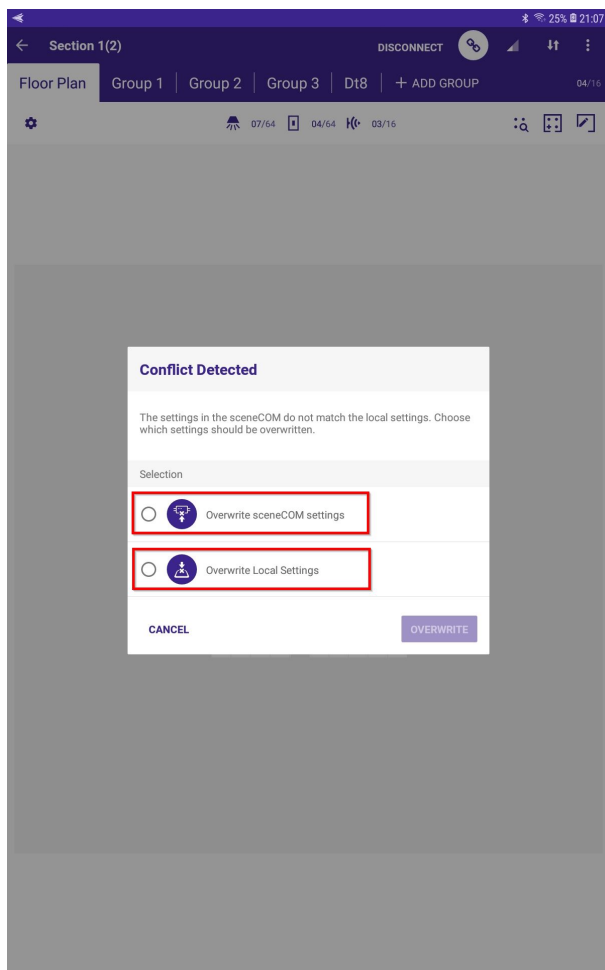 25% 21:07
Section 1(2) DISCONNECT
Floor Plan Group 1 Group 2 Group 3 Dt8 + ADD GROUP 04/16
07/64 04/64 03/16
Conflict Detected
The settings in the sceneCOM do not match the local settings. Choose
which settings should be overwritten.
Selection
Overwrite sceneCOM settings
Overwrite Local Settings
CANCEL OVERWRITE